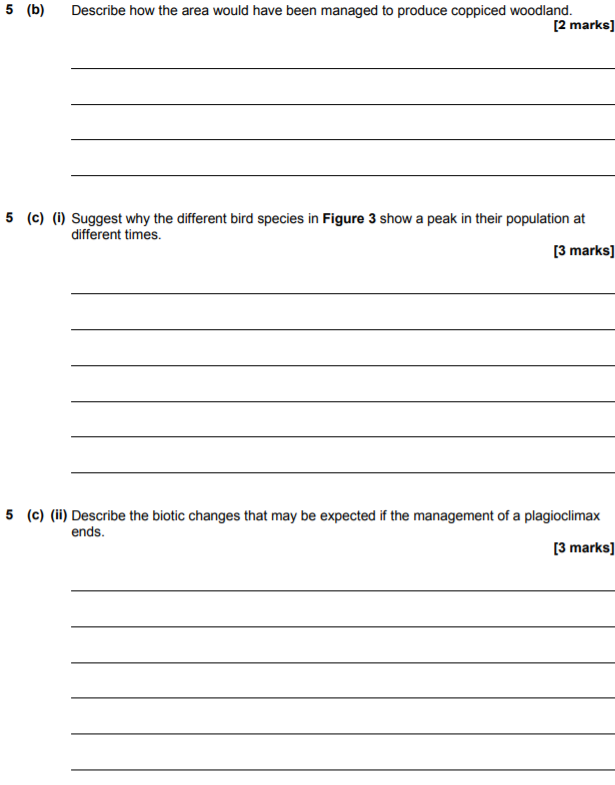 5 (b) Describe how the area would have been managed to produce coppiced woodland.
[2 marks]
5 (c) (i) Suggest why the different bird species in Figure 3 show a peak in their population at
different times.
[3 marks]
5 (c) (ii) Describe the biotic changes that may be expected if the management of a plagioclimax
ends.
[3 marks]